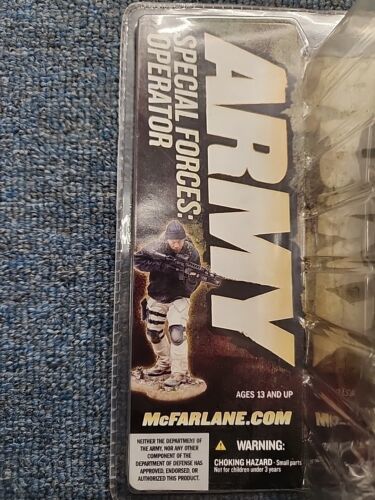 ARMY
SPECIAL FORCES:
OPERATOR
AGES 13 AND UP
McFARLANE.COM
NEITHER THE DEPARTMENT OF
THE ARMY, NOR ANY OTHER
COMPONENT OF THE
DEPARTMENT OF DEFENSE HAS
APPROVED, ENDORSED, OR
AUTHORIZED THIS PRODUCT.
WARNING:
CHOKING HAZARD - Small parts
Not for children under 3 years